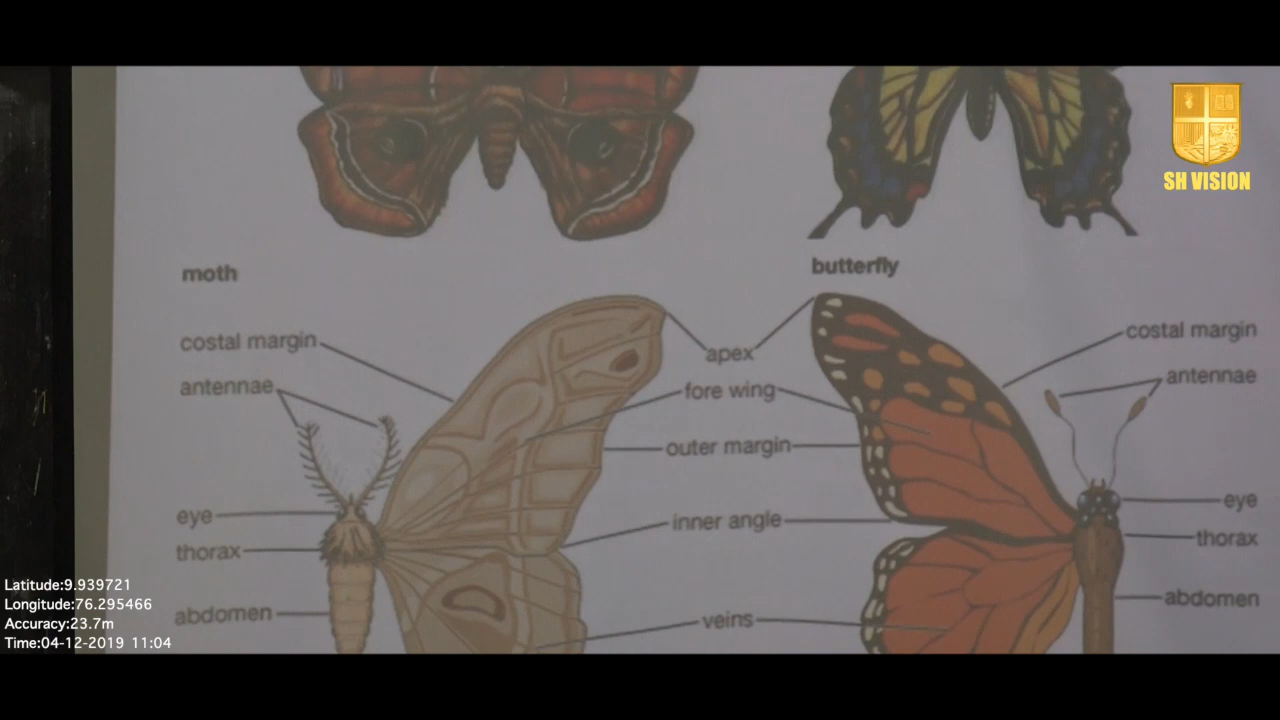 SH VISION
moth
butterfly
costal margin
antennae
eye
thorax
abdomen
apex
fore wing
outer margin
inner angle
veins
costal margin
antennae
eye
thorax
abdomen
Latitude:9.939721
Longitude:76.295466
Accuracy:23.7m
Time:04-12-2019 11:04